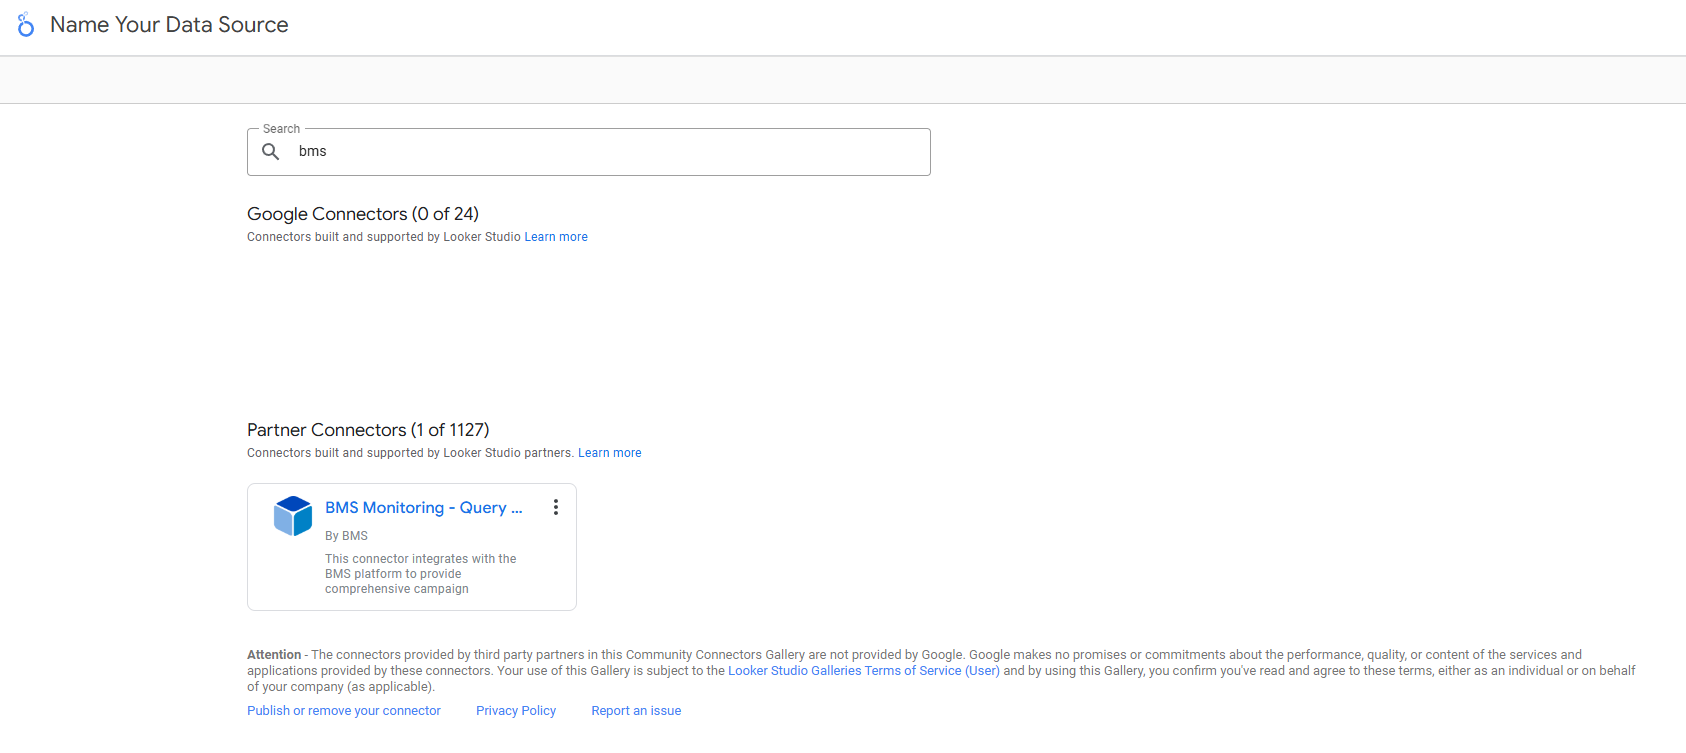 Name Your Data Source
Search
bms
Google Connectors (0 of 24)
Connectors built and supported by Looker Studio Learn more
Partner Connectors (1 of 1127)
Connectors built and supported by Looker Studio partners. Learn more
BMS Monitoring - Query ...
By BMS
This connector integrates with the
BMS platform to provide
comprehensive campaign
Attention - The connectors provided by third party partners in this Community Connectors Gallery are not provided by Google. Google makes no promises or commitments about the performance, quality, or content of the services and
applications provided by these connectors. Your use of this Gallery is subject to the Looker Studio Galleries Terms of Service (User) and by using this Gallery, you confirm you've read and agree to these terms, either as an individual or on behalf
of your company (as applicable).
Publish or remove your connector Privacy Policy Report an issue